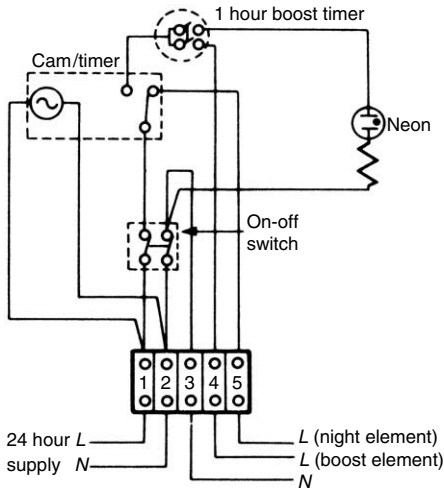 1 hour boost timer
Cam/timer
Neon
On-off
switch
1 2 3 4 5
24 hour L
supply N
L (night element)
L (boost element)
N